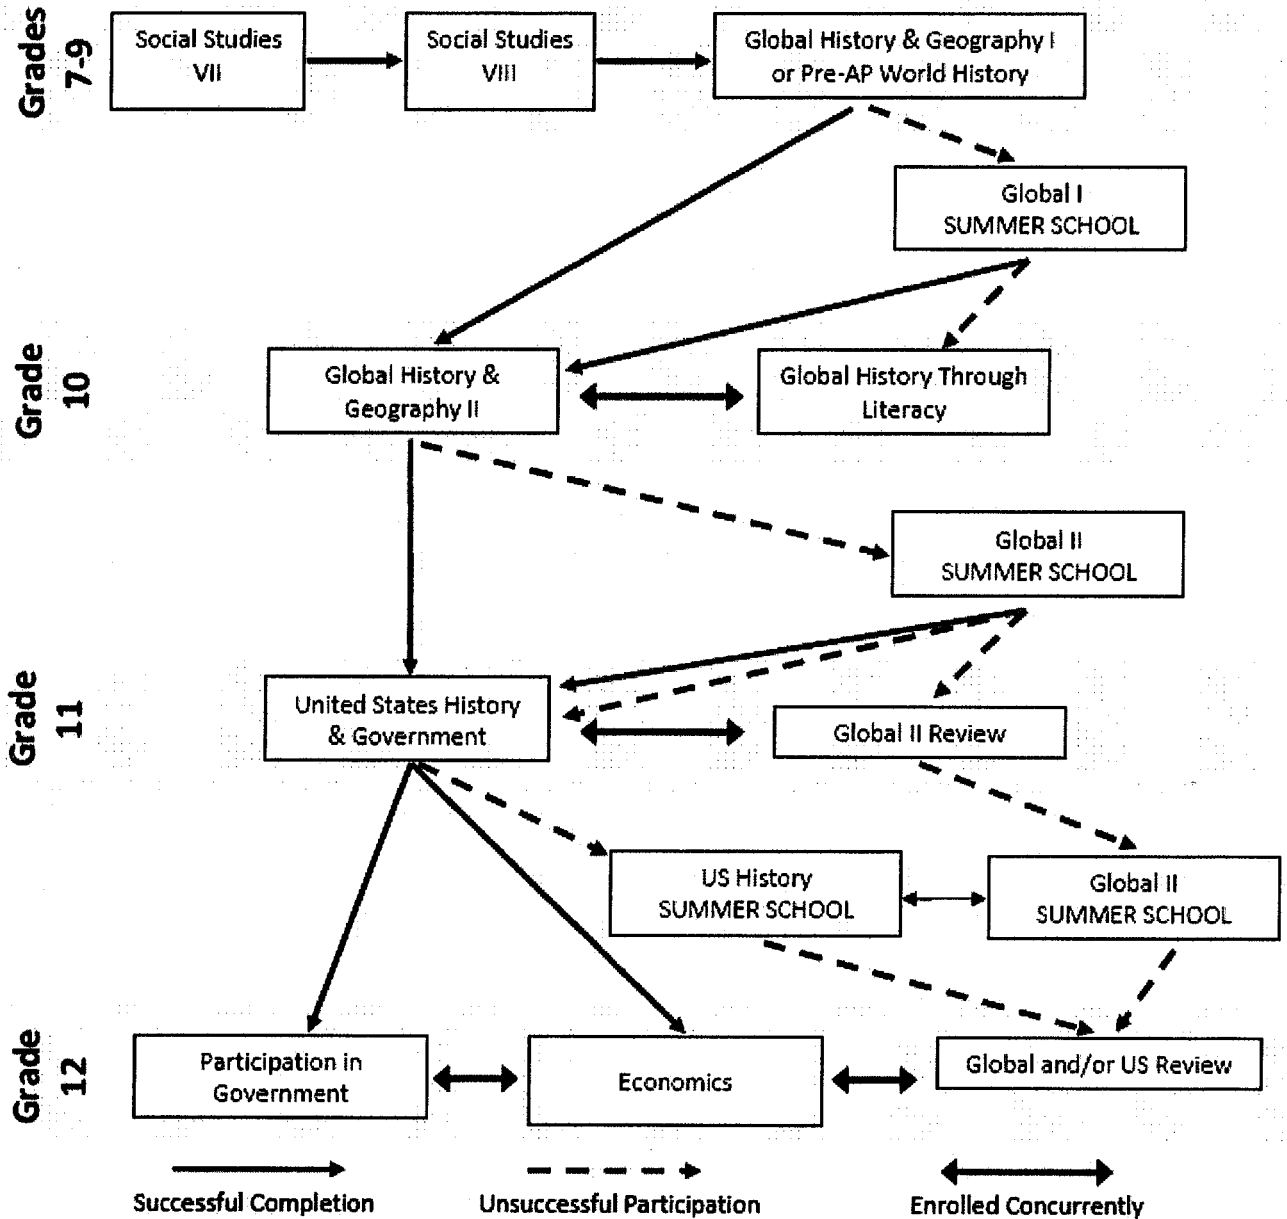 Grades
7-9
Social Studies
VII
Social Studies
VIII
Global History & Geography I
or Pre-AP World History
Global I
SUMMER SCHOOL
Grade
10
Global History &
Geography II
Global History Through
Literacy
Global II
SUMMER SCHOOL
Grade
11
United States History
& Government
Global II Review
US History
SUMMER SCHOOL
Global II
SUMMER SCHOOL
Grade
12
Participation in
Government
Economics
Global and/or US Review
Successful Completion
Unsuccessful Participation
Enrolled Concurrently